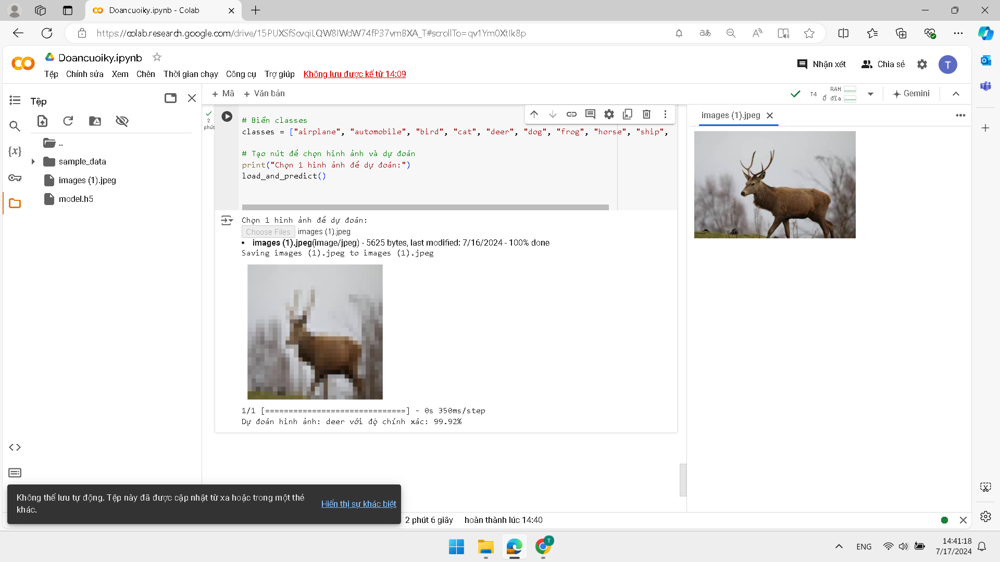 Doancuoiky.ipynb - Colab
https://colab.research.google.com/drive/15PUXSfScvqiLQW8IWdW74fP37vmBXA_T#scrollTo=qv1Ym0XtIk8p
Doancuoiky.ipynb
Tệp Chỉnh sửa Xem Chèn Thời gian chạy Công cụ Trợ giúp Không lưu được kể từ 14:09
Nhận xét Chia sẻ T
Tệp
+ Mã + Văn bản
T4 RAM
Ổ đĩa
Gemini
..
sample_data
images (1).jpeg
model.h5
2
phút
# Biến classes
classes = ["airplane", "automobile", "bird", "cat", "deer", "dog", "frog", "horse", "ship",
# Tạo nút để chọn hình ảnh và dự đoán
print("Chọn 1 hình ảnh để dự đoán:")
load_and_predict()
Chọn 1 hình ảnh để dự đoán:
Choose Files images (1).jpeg
• images (1).jpeg(image/jpeg) - 5625 bytes, last modified: 7/16/2024 - 100% done
Saving images (1).jpeg to images (1).jpeg
1/1 [==============================] - 0s 350ms/step
Dự đoán hình ảnh: deer với độ chính xác: 99.92%
images (1).jpeg
Không thể lưu tự động. Tệp này đã được cập nhật từ xa hoặc trong một thẻ
khác.
Hiển thị sự khác biệt
2 phút 6 giây hoàn thành lúc 14:40
ENG
14:41:18
7/17/2024